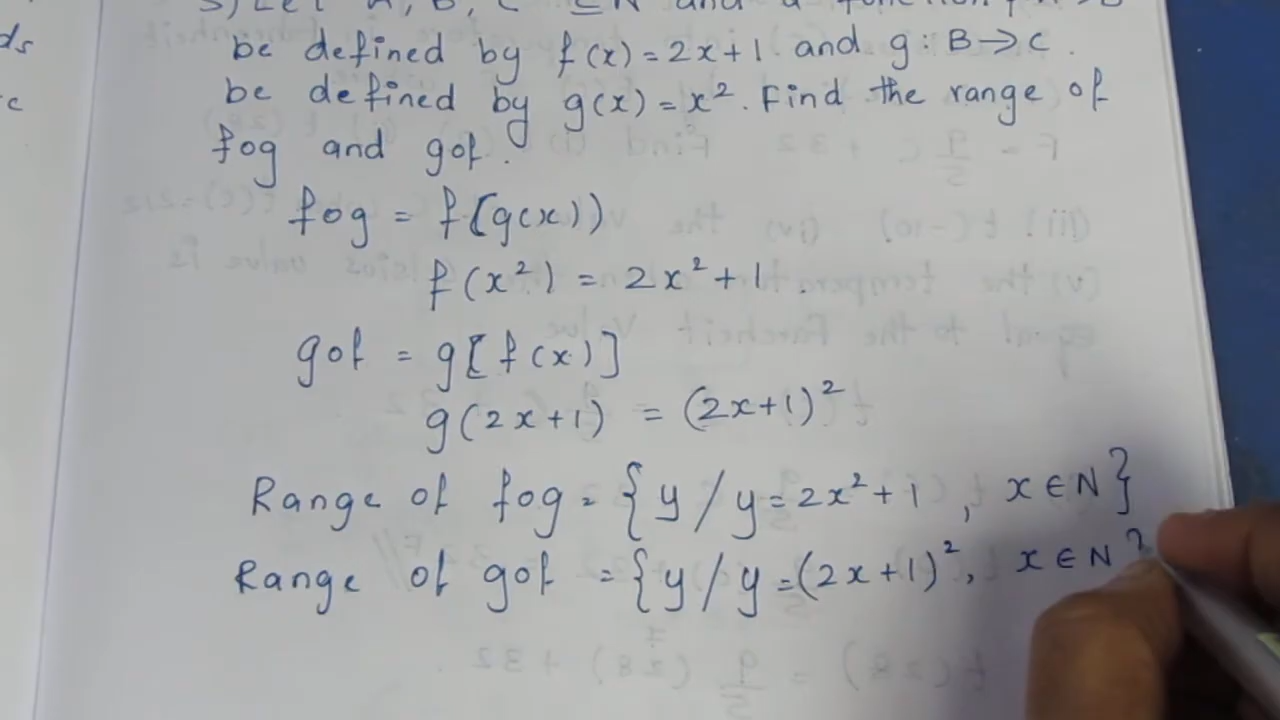 be defined by f(x) = 2x+1 and g : B→C.
ds
c
be defined by g(x) = x². Find the range of
fog and gof.
fog = f[g(x))
f(x²) = 2x²+1.
gof = g[f(x)]
g(2x+1) = (2x+1)²
Range of fog = {y / y = 2x²+1, x ∈ N}
Range of gof = {y / y = (2x+1)², x ∈ N}